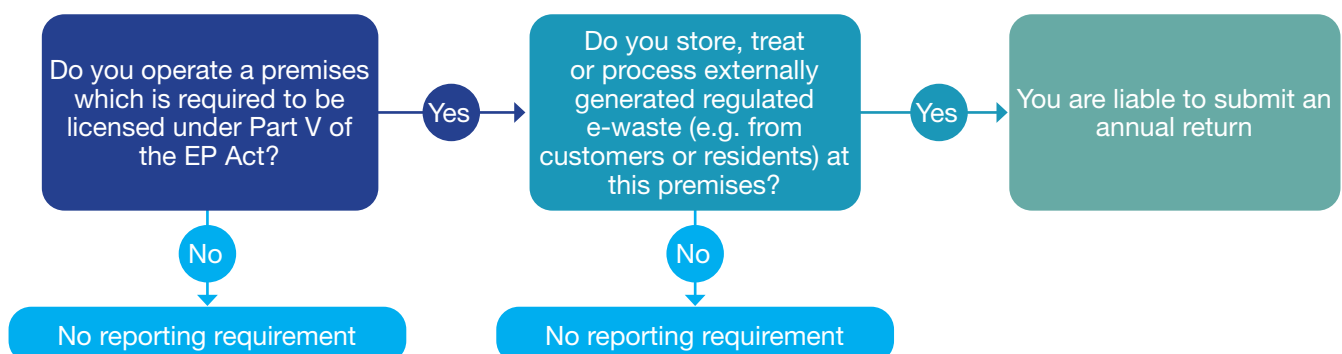 Do you operate a premises
which is required to be
licensed under Part V of
the EP Act?
Yes
Do you store, treat
or process externally
generated regulated
e-waste (e.g. from
customers or residents) at
this premises?
Yes
You are liable to submit an
annual return
No
No
No reporting requirement
No reporting requirement